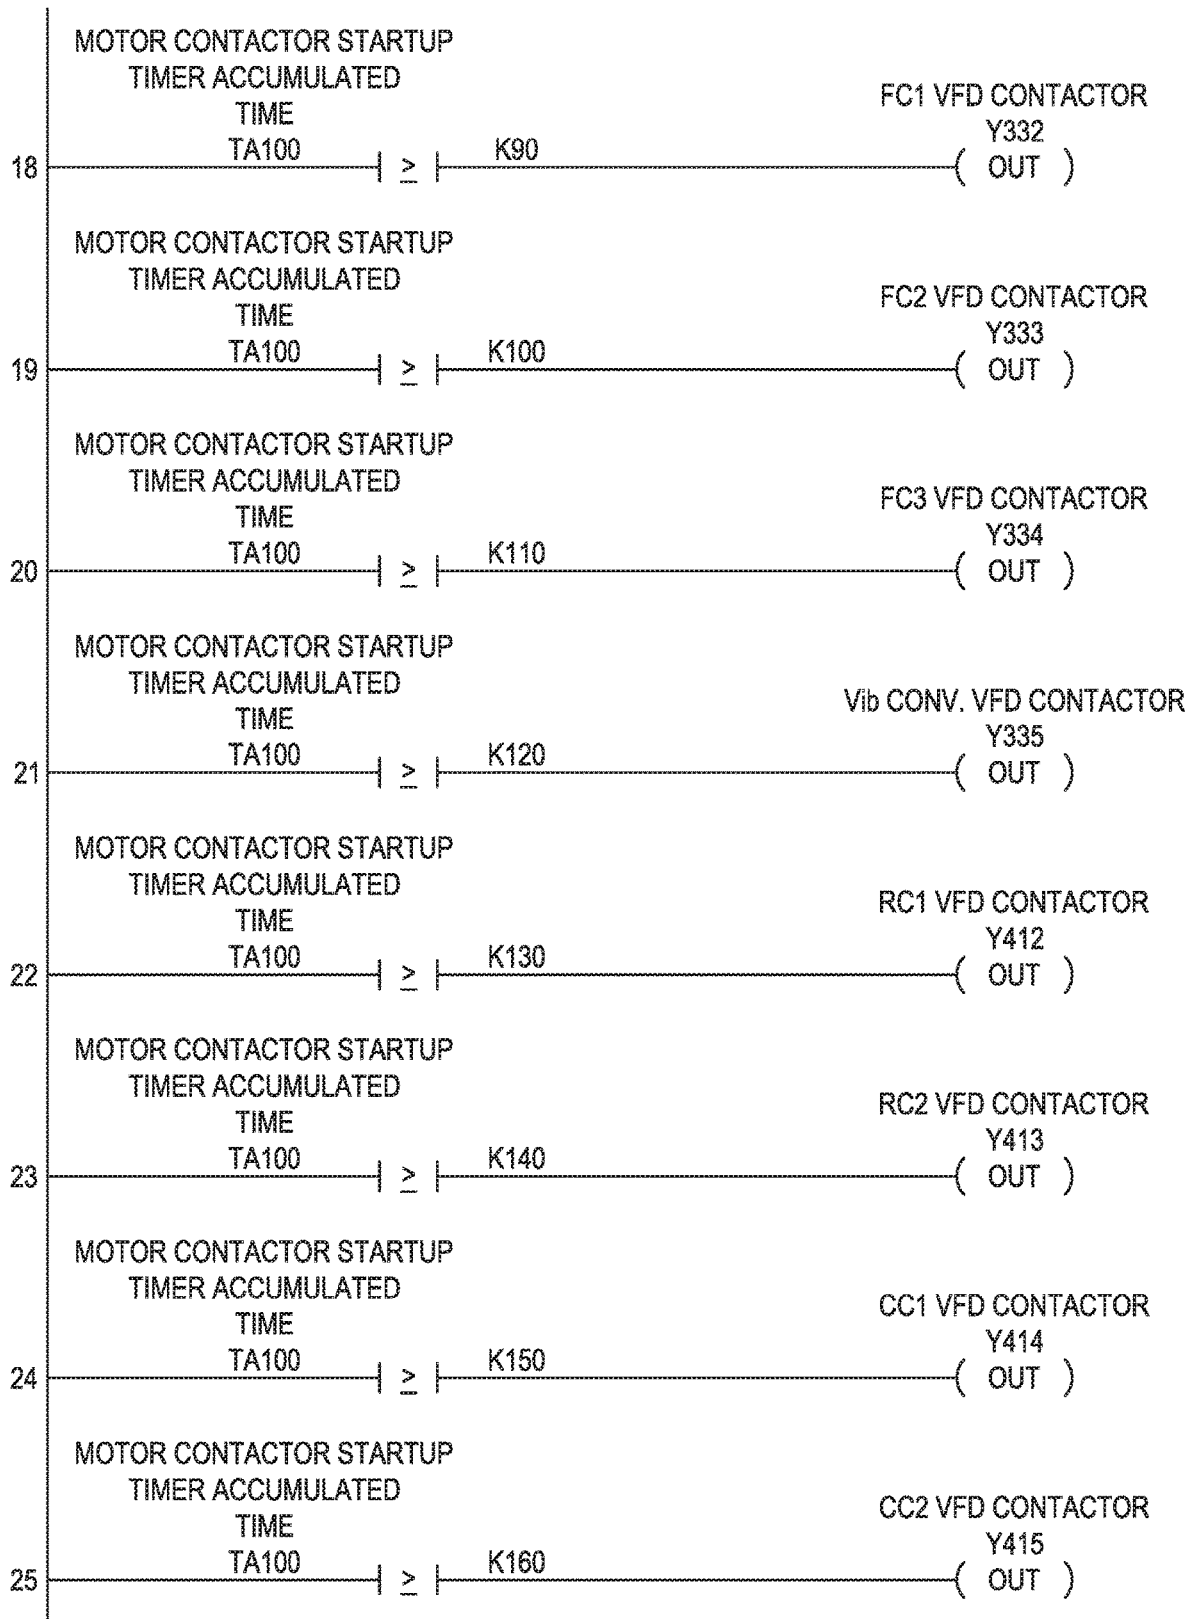 MOTOR CONTACTOR STARTUP
TIMER ACCUMULATED
TIME
TA100
FC1 VFD CONTACTOR
Y332
18 ≥ K90 ( OUT )
MOTOR CONTACTOR STARTUP
TIMER ACCUMULATED
TIME
TA100
FC2 VFD CONTACTOR
Y333
19 ≥ K100 ( OUT )
MOTOR CONTACTOR STARTUP
TIMER ACCUMULATED
TIME
TA100
FC3 VFD CONTACTOR
Y334
20 ≥ K110 ( OUT )
MOTOR CONTACTOR STARTUP
TIMER ACCUMULATED
TIME
TA100
Vib CONV. VFD CONTACTOR
Y335
21 ≥ K120 ( OUT )
MOTOR CONTACTOR STARTUP
TIMER ACCUMULATED
TIME
TA100
RC1 VFD CONTACTOR
Y412
22 ≥ K130 ( OUT )
MOTOR CONTACTOR STARTUP
TIMER ACCUMULATED
TIME
TA100
RC2 VFD CONTACTOR
Y413
23 ≥ K140 ( OUT )
MOTOR CONTACTOR STARTUP
TIMER ACCUMULATED
TIME
TA100
CC1 VFD CONTACTOR
Y414
24 ≥ K150 ( OUT )
MOTOR CONTACTOR STARTUP
TIMER ACCUMULATED
TIME
TA100
CC2 VFD CONTACTOR
Y415
25 ≥ K160 ( OUT )